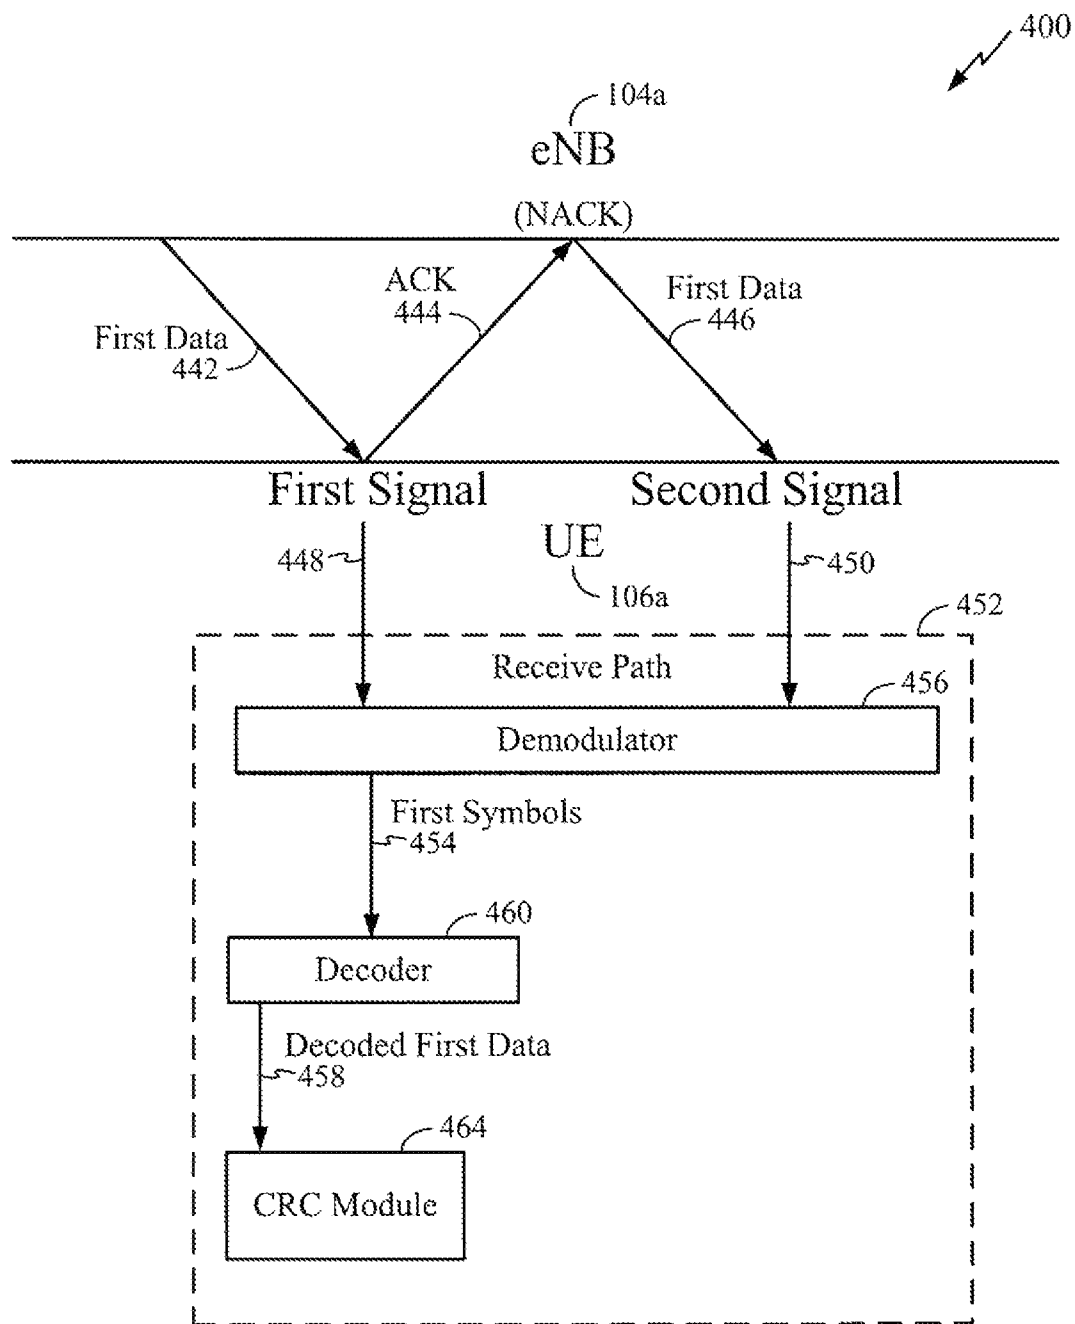 400
104a
eNB
(NACK)
ACK
444
First Data
446
First Data
442
First Signal
Second Signal
448
UE
450
106a
452
Receive Path
456
Demodulator
First Symbols
454
460
Decoder
Decoded First Data
458
464
CRC Module